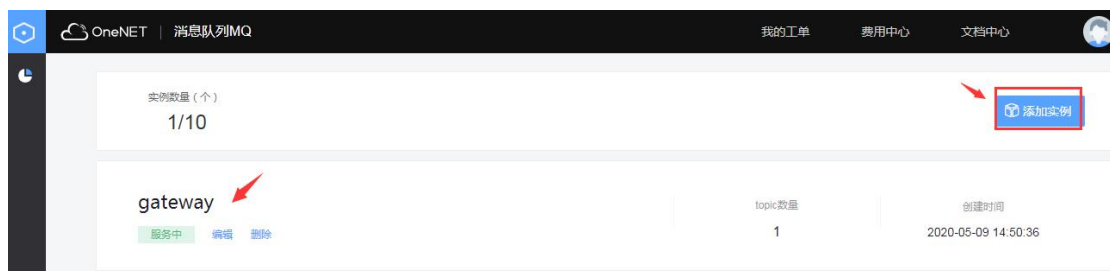 OneNET | 消息队列MQ 我的工单 费用中心 文档中心
实例数量（个）
1/10
添加实例
gateway
服务中 编辑 删除
topic数量
1
创建时间
2020-05-09 14:50:36